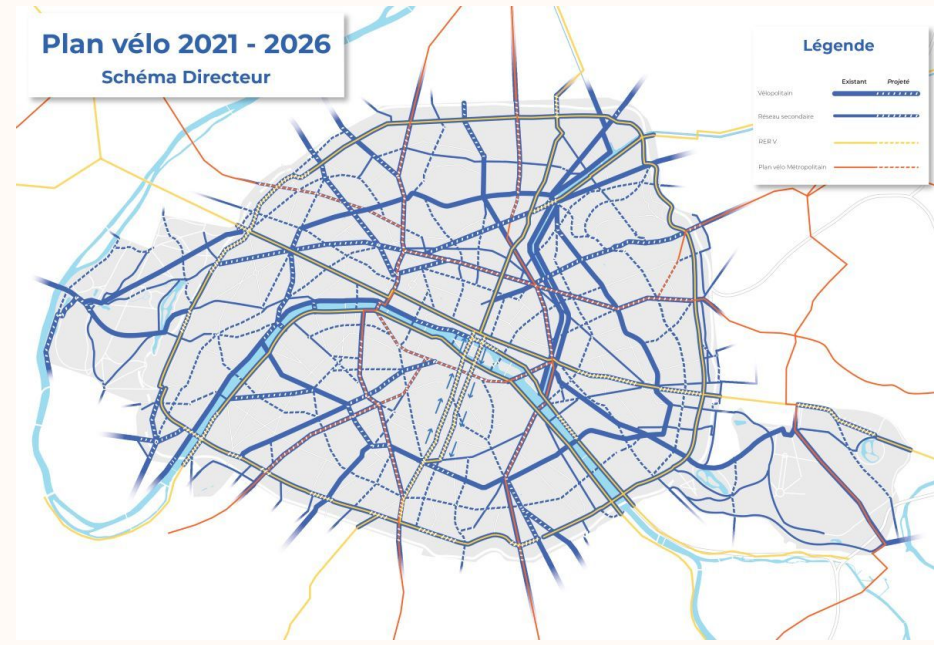 Plan vélo 2021 - 2026
Schéma Directeur
Légende
Existant Projeté
Vélopolitain
Réseau secondaire
RER V
Plan vélo Métropolitain